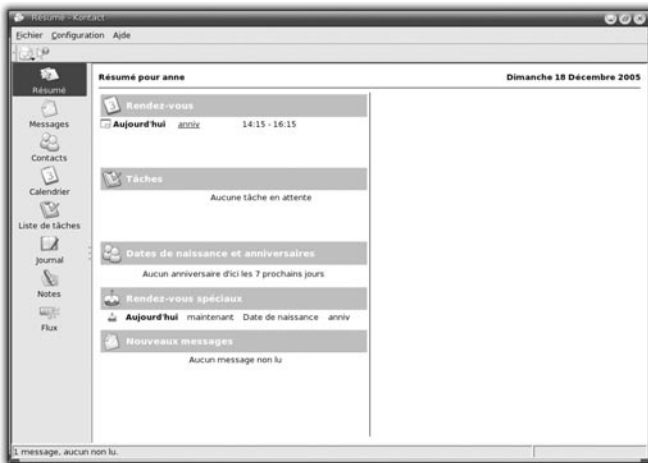 Résumé - Kontact
Fichier Configuration Aide
Résumé
Messages
Contacts
Calendrier
Liste de tâches
Journal
Notes
Flux
Résumé pour anne Dimanche 18 Décembre 2005
Rendez-vous
Aujourd'hui anniv 14:15 - 16:15
Tâches
Aucune tâche en attente
Dates de naissance et anniversaires
Aucun anniversaire d'ici les 7 prochains jours
Rendez-vous spéciaux
Aujourd'hui maintenant Date de naissance anniv
Nouveaux messages
Aucun message non lu
1 message, aucun non lu.